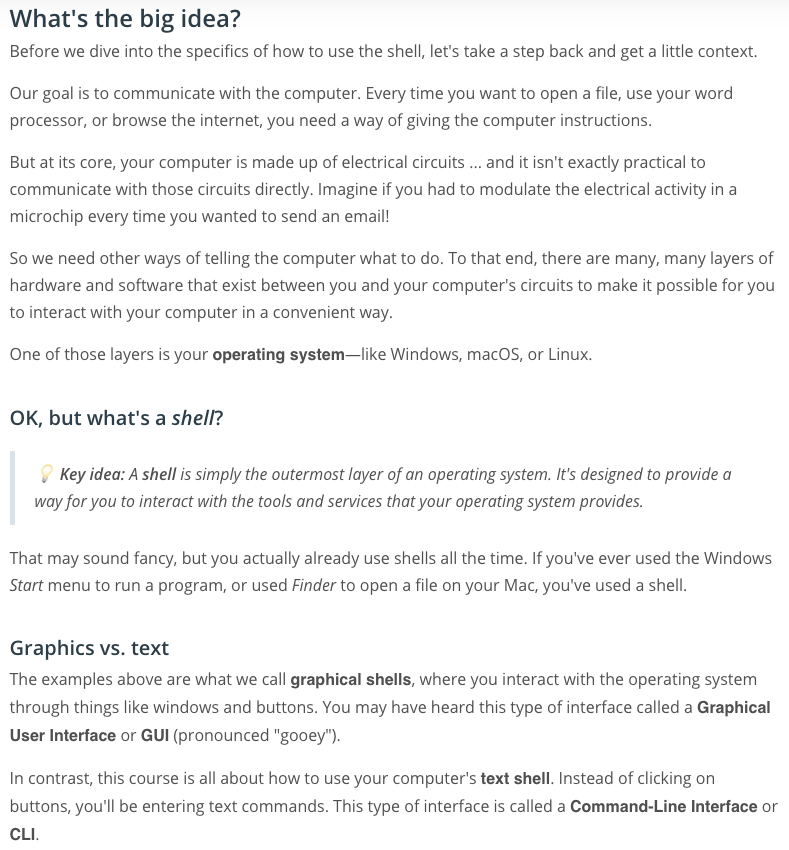 What's the big idea?
Before we dive into the specifics of how to use the shell, let's take a step back and get a little context.
Our goal is to communicate with the computer. Every time you want to open a file, use your word
processor, or browse the internet, you need a way of giving the computer instructions.
But at its core, your computer is made up of electrical circuits ... and it isn't exactly practical to
communicate with those circuits directly. Imagine if you had to modulate the electrical activity in a
microchip every time you wanted to send an email!
So we need other ways of telling the computer what to do. To that end, there are many, many layers of
hardware and software that exist between you and your computer's circuits to make it possible for you
to interact with your computer in a convenient way.
One of those layers is your operating system—like Windows, macOS, or Linux.
OK, but what's a shell?
💡 Key idea: A shell is simply the outermost layer of an operating system. It's designed to provide a
way for you to interact with the tools and services that your operating system provides.
That may sound fancy, but you actually already use shells all the time. If you've ever used the Windows
Start menu to run a program, or used Finder to open a file on your Mac, you've used a shell.
Graphics vs. text
The examples above are what we call graphical shells, where you interact with the operating system
through things like windows and buttons. You may have heard this type of interface called a Graphical
User Interface or GUI (pronounced "gooey").
In contrast, this course is all about how to use your computer's text shell. Instead of clicking on
buttons, you'll be entering text commands. This type of interface is called a Command-Line Interface or
CLI.